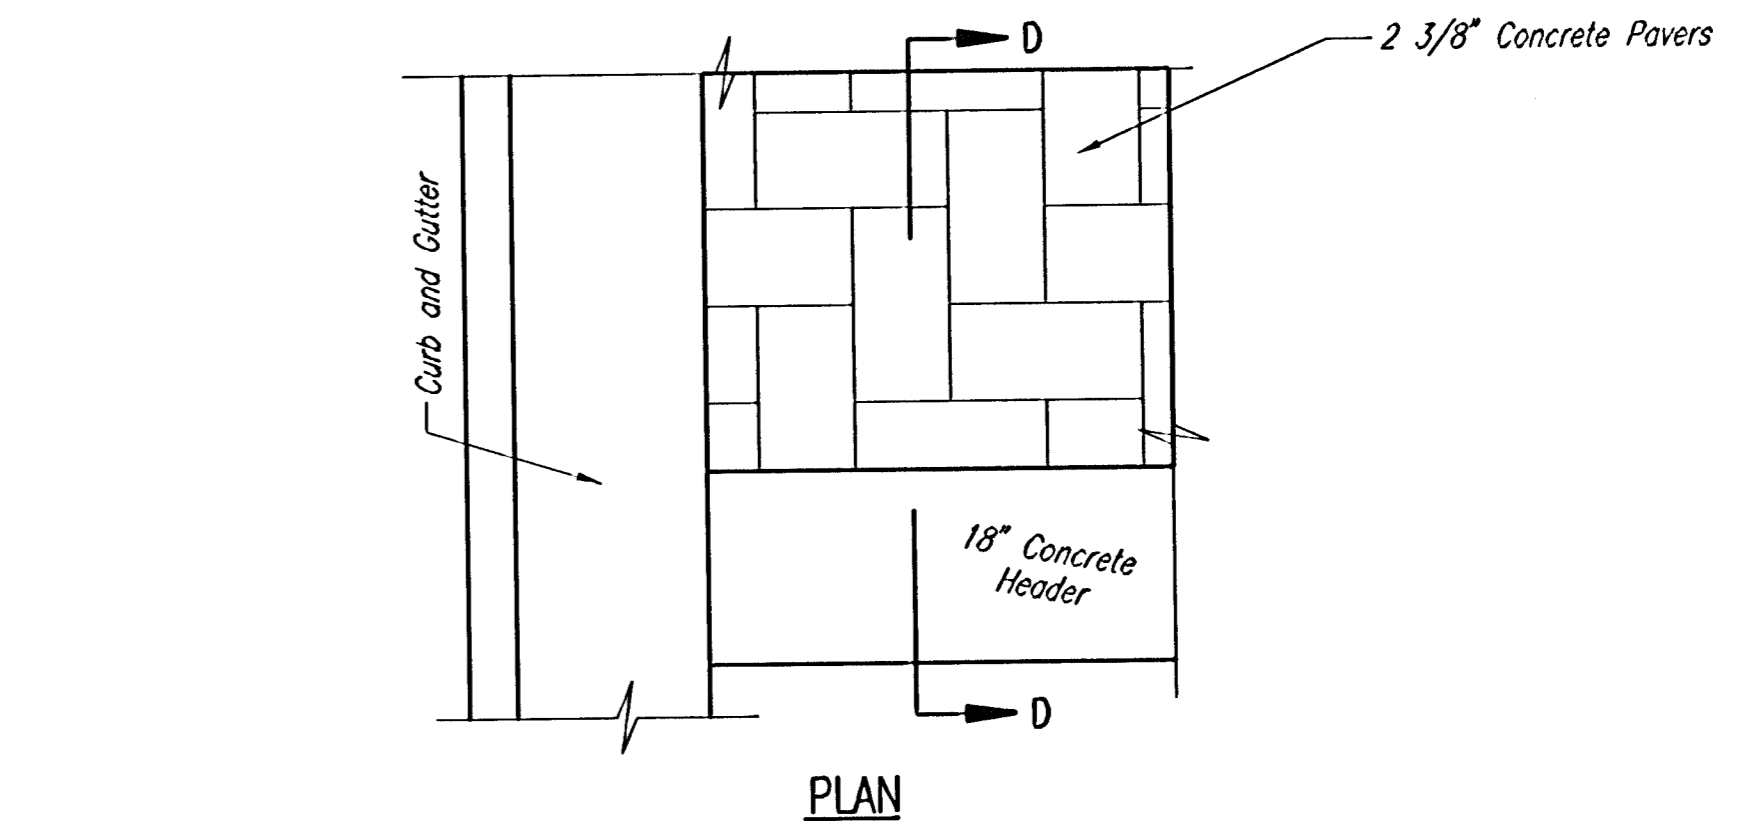 D
2 3/8" Concrete Pavers
Curb and Gutter
18" Concrete
Header
D
PLAN